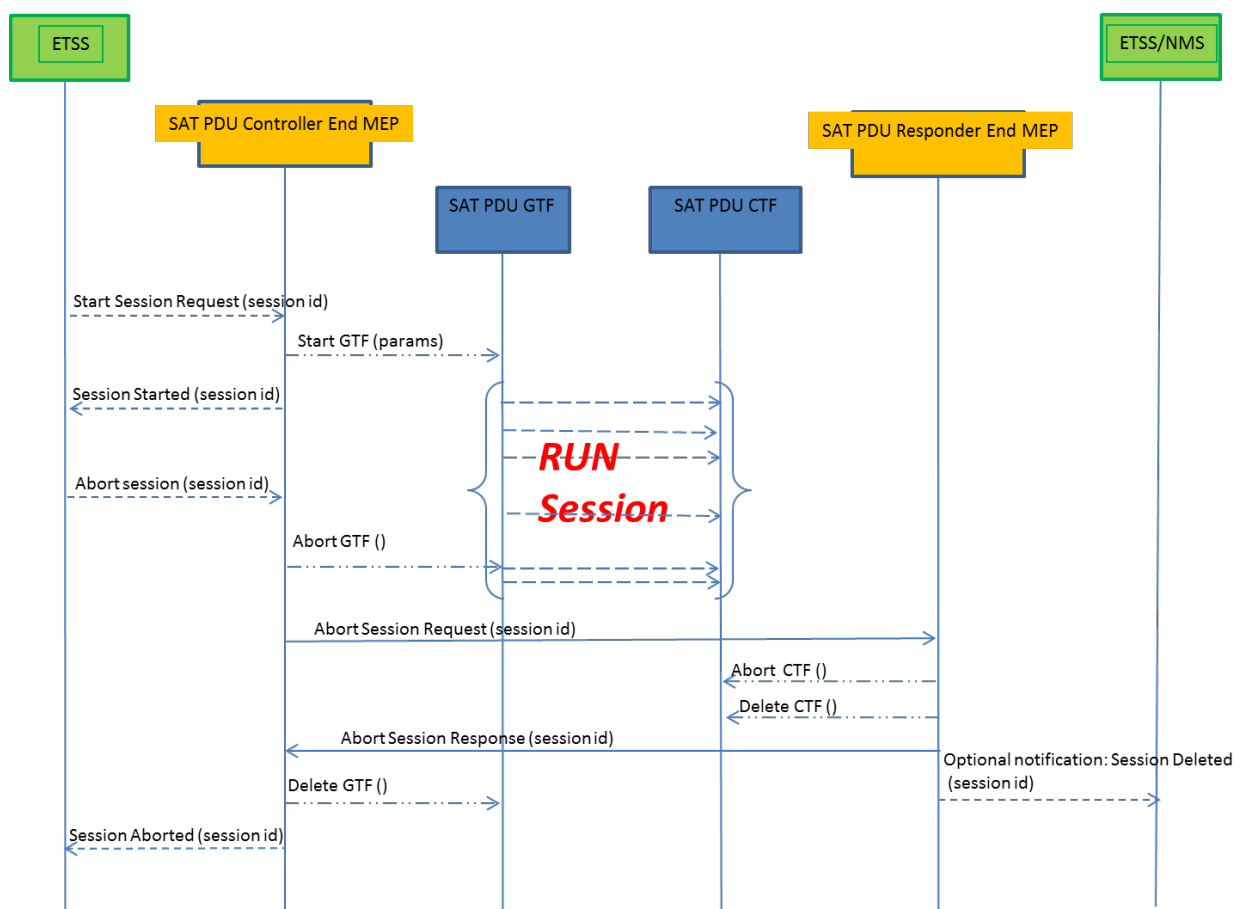 ETSS
ETSS/NMS
SAT PDU Controller End MEP
SAT PDU Responder End MEP
SAT PDU GTF
SAT PDU CTF
Start Session Request (session id)
Start GTF (params)
Session Started (session id)
RUN
Session
Abort session (session id)
Abort GTF ()
Abort Session Request (session id)
Abort CTF ()
Delete CTF ()
Abort Session Response (session id)
Optional notification: Session Deleted
(session id)
Delete GTF ()
Session Aborted (session id)